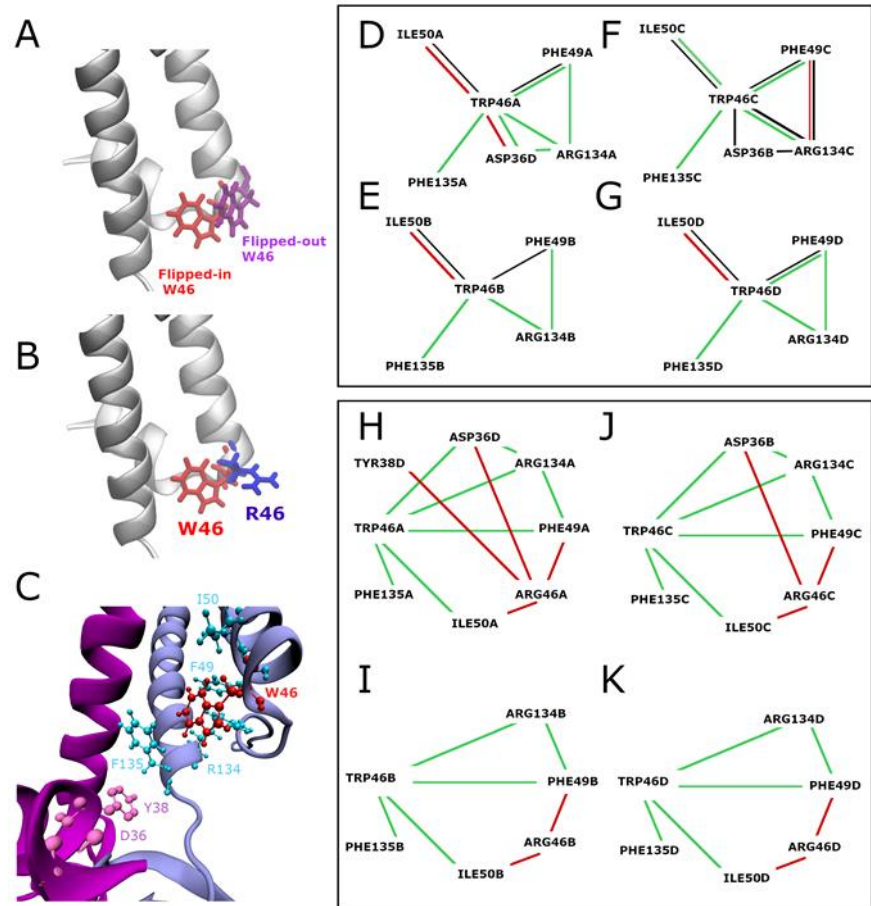 A
Flipped-out
W46
Flipped-in
W46
B
W46
R46
C
I50
F49
W46
F135
R134
Y38
D36
D
ILE50A
PHE49A
TRP46A
ASP36D
ARG134A
PHE135A
F
ILE50C
PHE49C
TRP46C
ASP36B
ARG134C
PHE135C
E
ILE50B
PHE49B
TRP46B
ARG134B
PHE135B
G
ILE50D
PHE49D
TRP46D
ARG134D
PHE135D
H
ASP36D
TYR38D
ARG134A
TRP46A
PHE49A
PHE135A
ARG46A
ILE50A
J
ASP36B
ARG134C
TRP46C
PHE49C
PHE135C
ARG46C
ILE50C
I
ARG134B
TRP46B
PHE49B
PHE135B
ARG46B
ILE50B
K
ARG134D
TRP46D
PHE49D
PHE135D
ARG46D
ILE50D